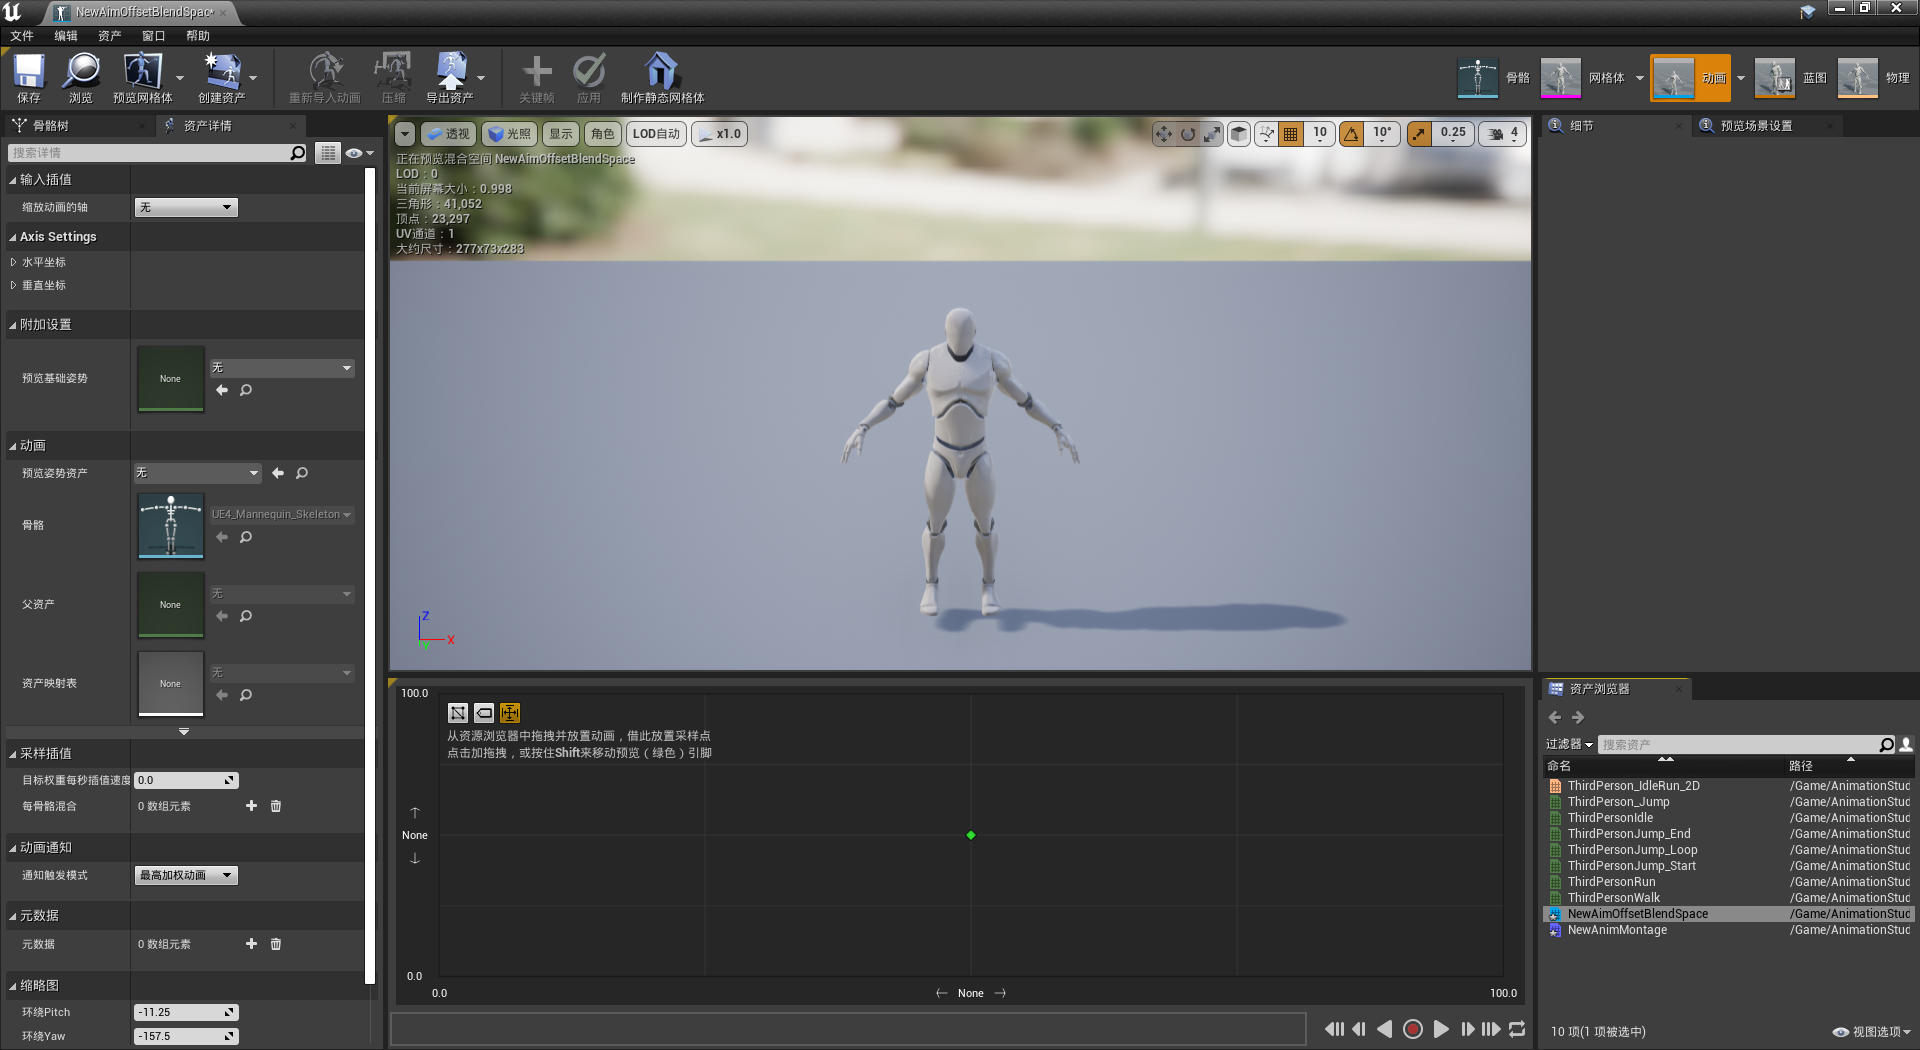 NewAimOffsetBlendSpac
文件 编辑 资产 窗口 帮助
保存 浏览 预览网格体 创建资产 重新导入动画 压缩 导出资产 关键帧 应用 制作静态网格体
骨骼 网格体 动画 蓝图 物理
骨骼树 资产详情
搜索详情
输入插值
缩放动画的轴 无
Axis Settings
水平坐标
垂直坐标
附加设置
预览基础姿势 None 无
动画
预览姿势资产 无
骨骼 UE4_Mannequin_Skeleton
父资产 None 无
资产映射表 None 无
采样插值
目标权重每秒插值速度 0.0
每骨骼混合 0 数组元素
动画通知
通知触发模式 最高加权动画
元数据
元数据 0 数组元素
缩略图
环绕Pitch -11.25
环绕Yaw -157.5
透视 光照 显示 角色 LOD自动 x1.0
10 10° 0.25 4
正在预览混合空间 NewAimOffsetBlendSpace
LOD：0
当前屏幕大小：0.998
三角形：41,052
顶点：23,297
UV通道：1
大约尺寸：277x73x283
Z
X
Y
100.0
从资源浏览器中拖拽并放置动画，借此放置采样点
点击加拖拽，或按住Shift来移动预览（绿色）引脚
None
0.0
0.0 None 100.0
细节 预览场景设置
资产浏览器
过滤器 搜索资产
命名 路径
ThirdPerson_IdleRun_2D /Game/AnimationStud
ThirdPerson_Jump /Game/AnimationStud
ThirdPersonIdle /Game/AnimationStud
ThirdPersonJump_End /Game/AnimationStud
ThirdPersonJump_Loop /Game/AnimationStud
ThirdPersonJump_Start /Game/AnimationStud
ThirdPersonRun /Game/AnimationStud
ThirdPersonWalk /Game/AnimationStud
NewAimOffsetBlendSpace /Game/AnimationStud
NewAnimMontage /Game/AnimationStud
10 项(1 项被选中) 视图选项